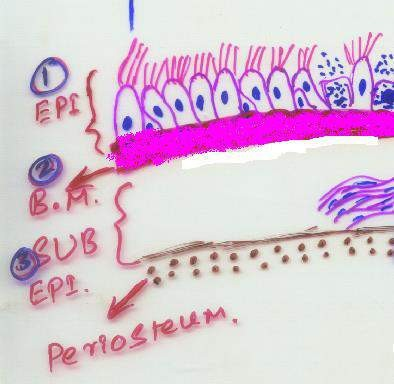 1
EPI
2
B.M.
3 SUB
EPI.
Periosteum.